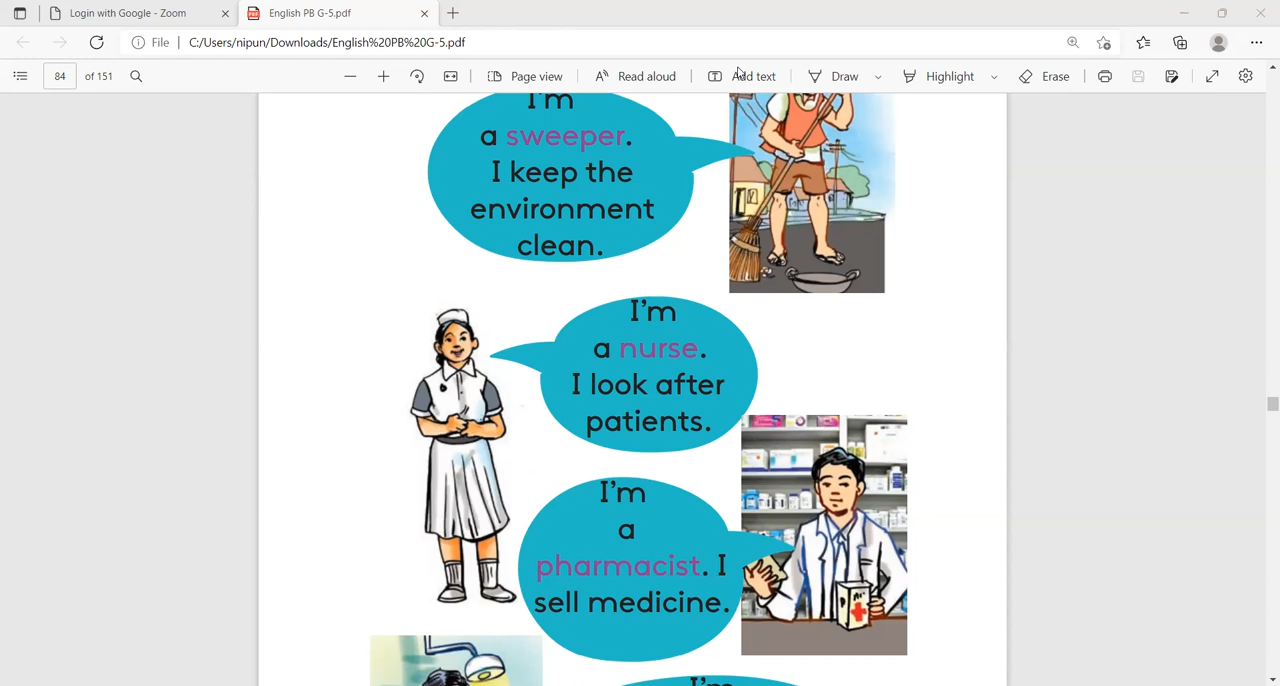 Login with Google - Zoom
English PB G-5.pdf
File | C:/Users/nipun/Downloads/English%20PB%20G-5.pdf
84 of 151
Page view
Read aloud
Add text
Draw
Highlight
Erase
I'm
a sweeper.
I keep the
environment
clean.
I'm
a nurse.
I look after
patients.
I'm
a
pharmacist. I
sell medicine.
I'm